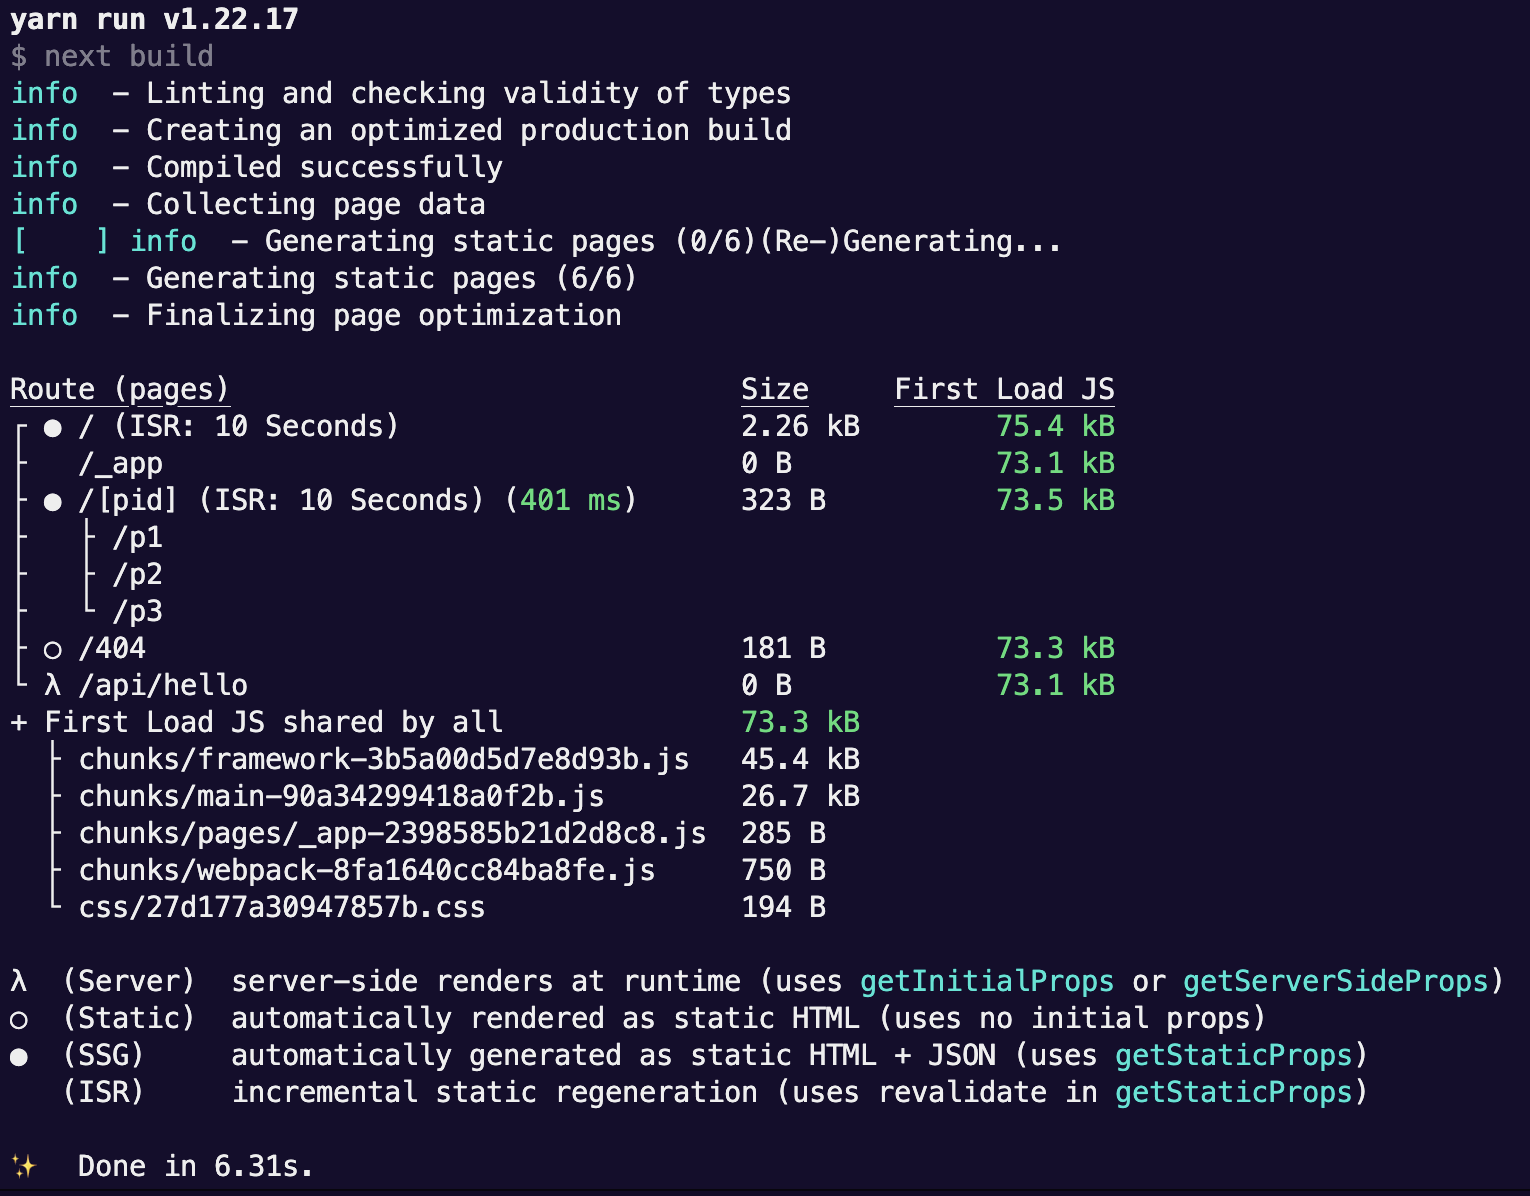 yarn run v1.22.17
$ next build
info  - Linting and checking validity of types
info  - Creating an optimized production build
info  - Compiled successfully
info  - Collecting page data
[    ] info  - Generating static pages (0/6)(Re-)Generating...
info  - Generating static pages (6/6)
info  - Finalizing page optimization

Route (pages)                              Size     First Load JS
┌ ● / (ISR: 10 Seconds)                    2.26 kB        75.4 kB
├   /_app                                  0 B            73.1 kB
├ ● /[pid] (ISR: 10 Seconds) (401 ms)      323 B          73.5 kB
├   ├ /p1
├   ├ /p2
├   └ /p3
├ ○ /404                                   181 B          73.3 kB
└ λ /api/hello                             0 B            73.1 kB
+ First Load JS shared by all              73.3 kB
  ├ chunks/framework-3b5a00d5d7e8d93b.js   45.4 kB
  ├ chunks/main-90a34299418a0f2b.js        26.7 kB
  ├ chunks/pages/_app-2398585b21d2d8c8.js  285 B
  ├ chunks/webpack-8fa1640cc84ba8fe.js     750 B
  └ css/27d177a30947857b.css               194 B

λ  (Server)  server-side renders at runtime (uses getInitialProps or getServerSideProps)
○  (Static)  automatically rendered as static HTML (uses no initial props)
●  (SSG)     automatically generated as static HTML + JSON (uses getStaticProps)
   (ISR)     incremental static regeneration (uses revalidate in getStaticProps)

✨  Done in 6.31s.